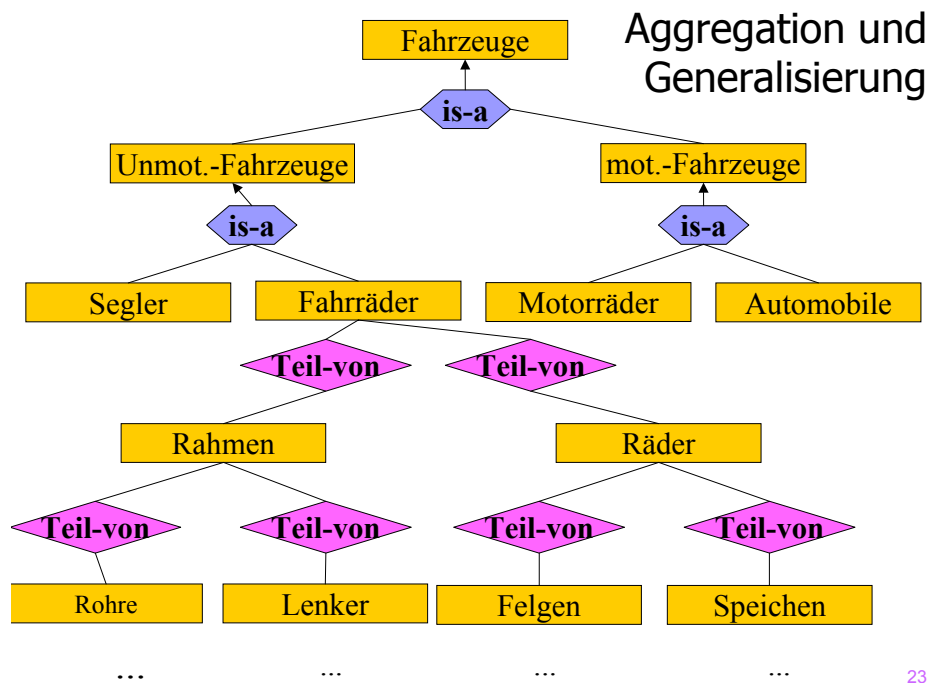 Aggregation und
Generalisierung
Fahrzeuge
is-a
Unmot.-Fahrzeuge
mot.-Fahrzeuge
is-a
is-a
Segler
Fahrräder
Motorräder
Automobile
Teil-von
Teil-von
Rahmen
Räder
Teil-von
Teil-von
Teil-von
Teil-von
Rohre
Lenker
Felgen
Speichen
...
...
...
...
23